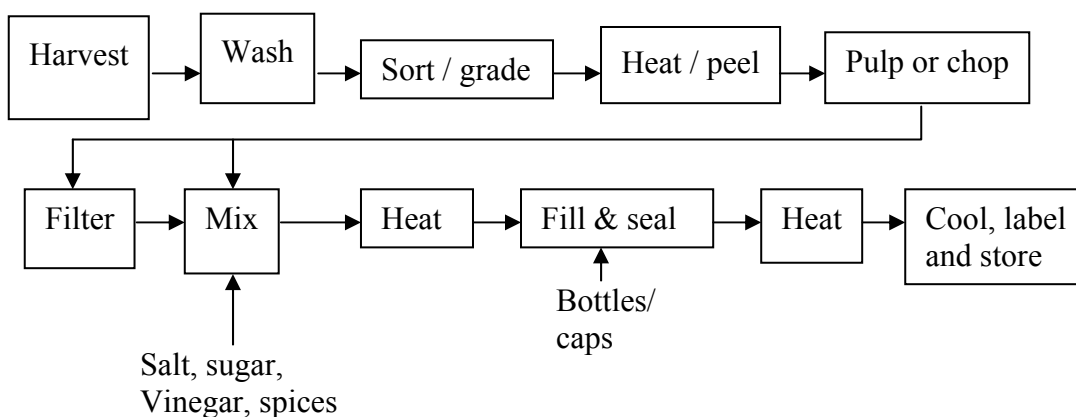 Harvest
Wash
Sort / grade
Heat / peel
Pulp or chop
Filter
Mix
Heat
Fill & seal
Heat
Cool, label
and store
Bottles/
caps
Salt, sugar,
Vinegar, spices